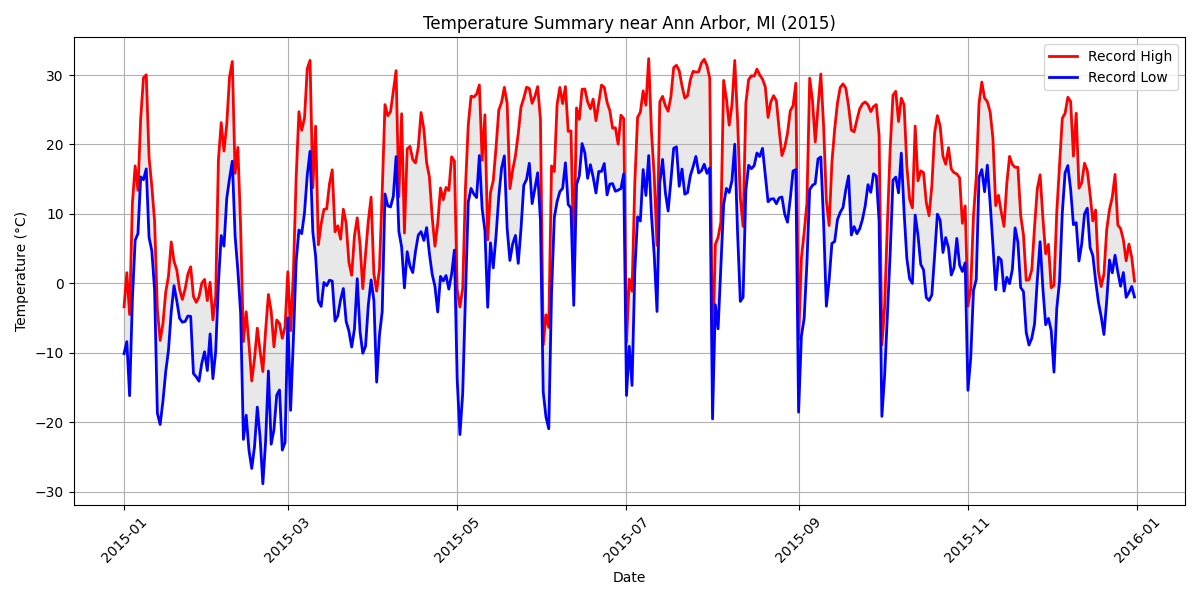 Temperature Summary near Ann Arbor, MI (2015)
Record High
Record Low
Temperature (°C)
30
20
10
0
−10
−20
−30
2015-01
2015-03
2015-05
2015-07
2015-09
2015-11
2016-01
Date